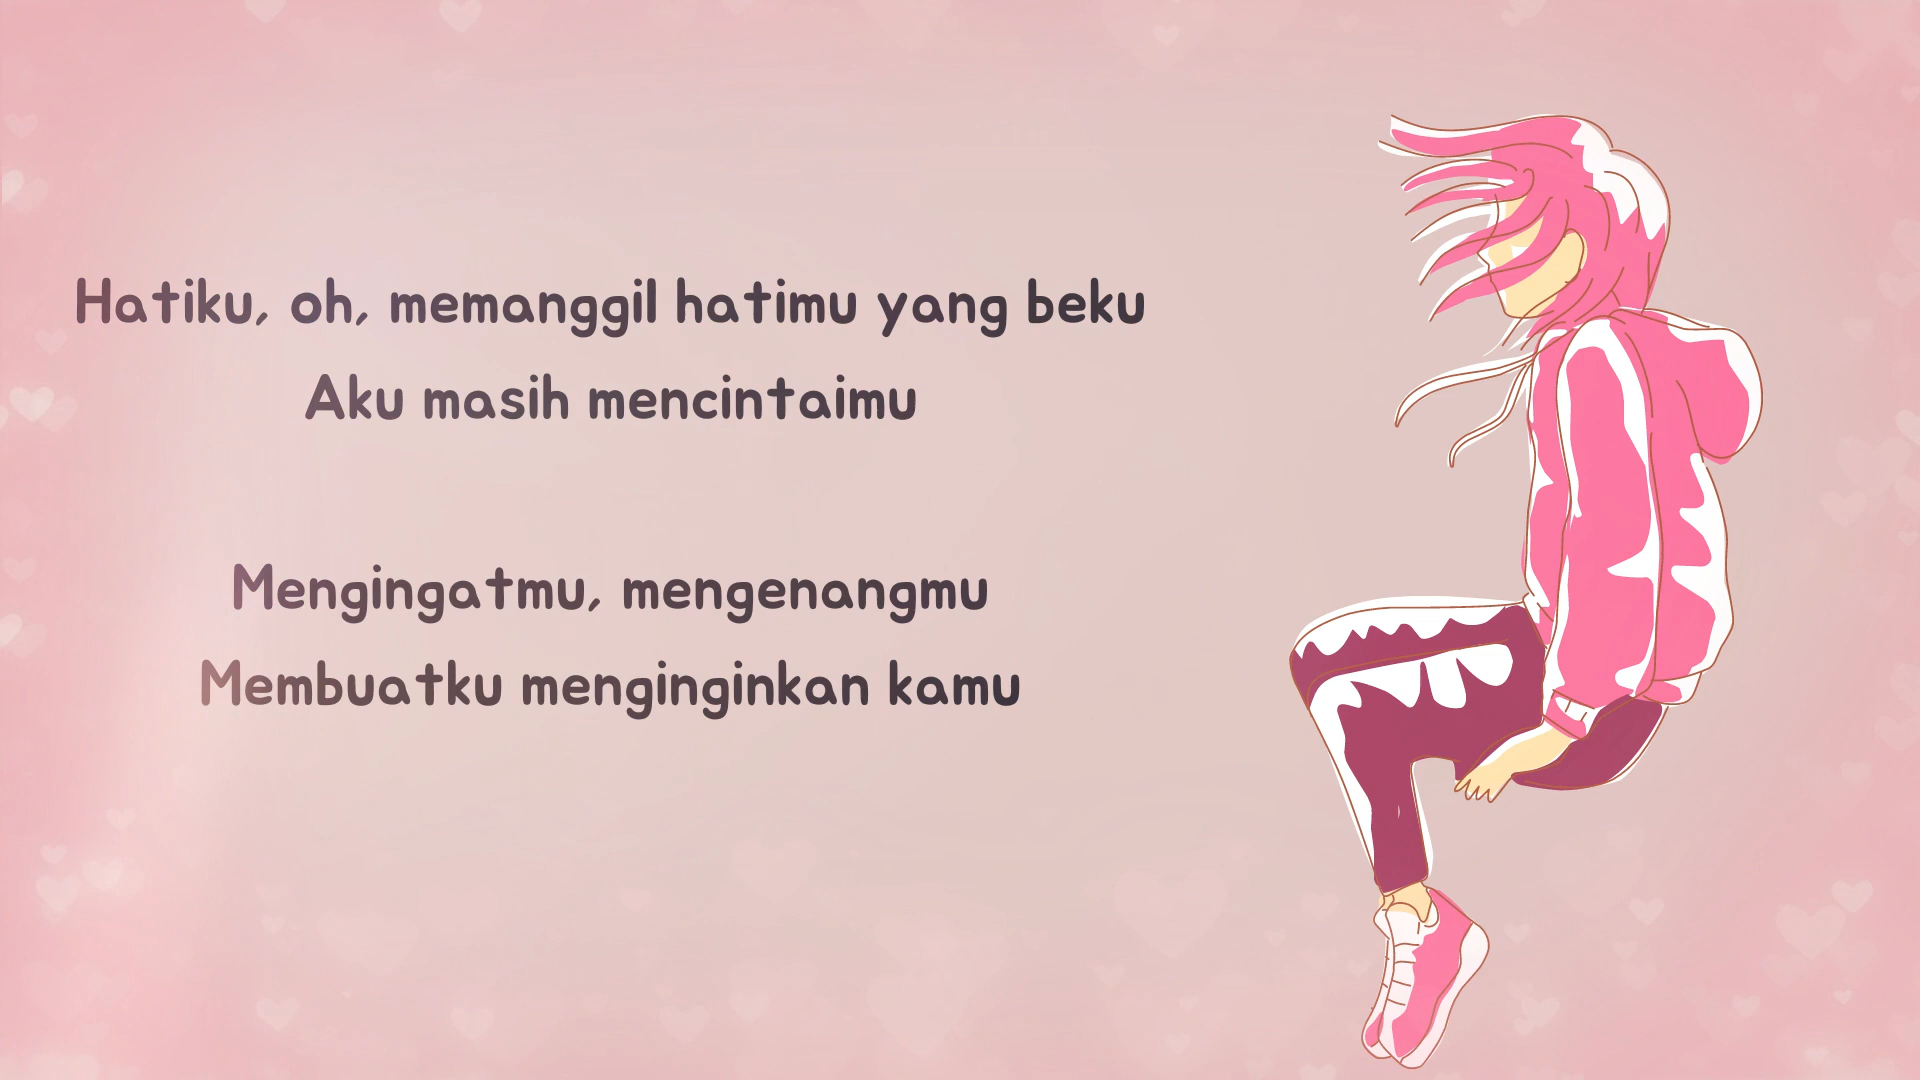 Hatiku, oh, memanggil hatimu yang beku
Aku masih mencintaimu
Mengingatmu, mengenangmu
Membuatku menginginkan kamu